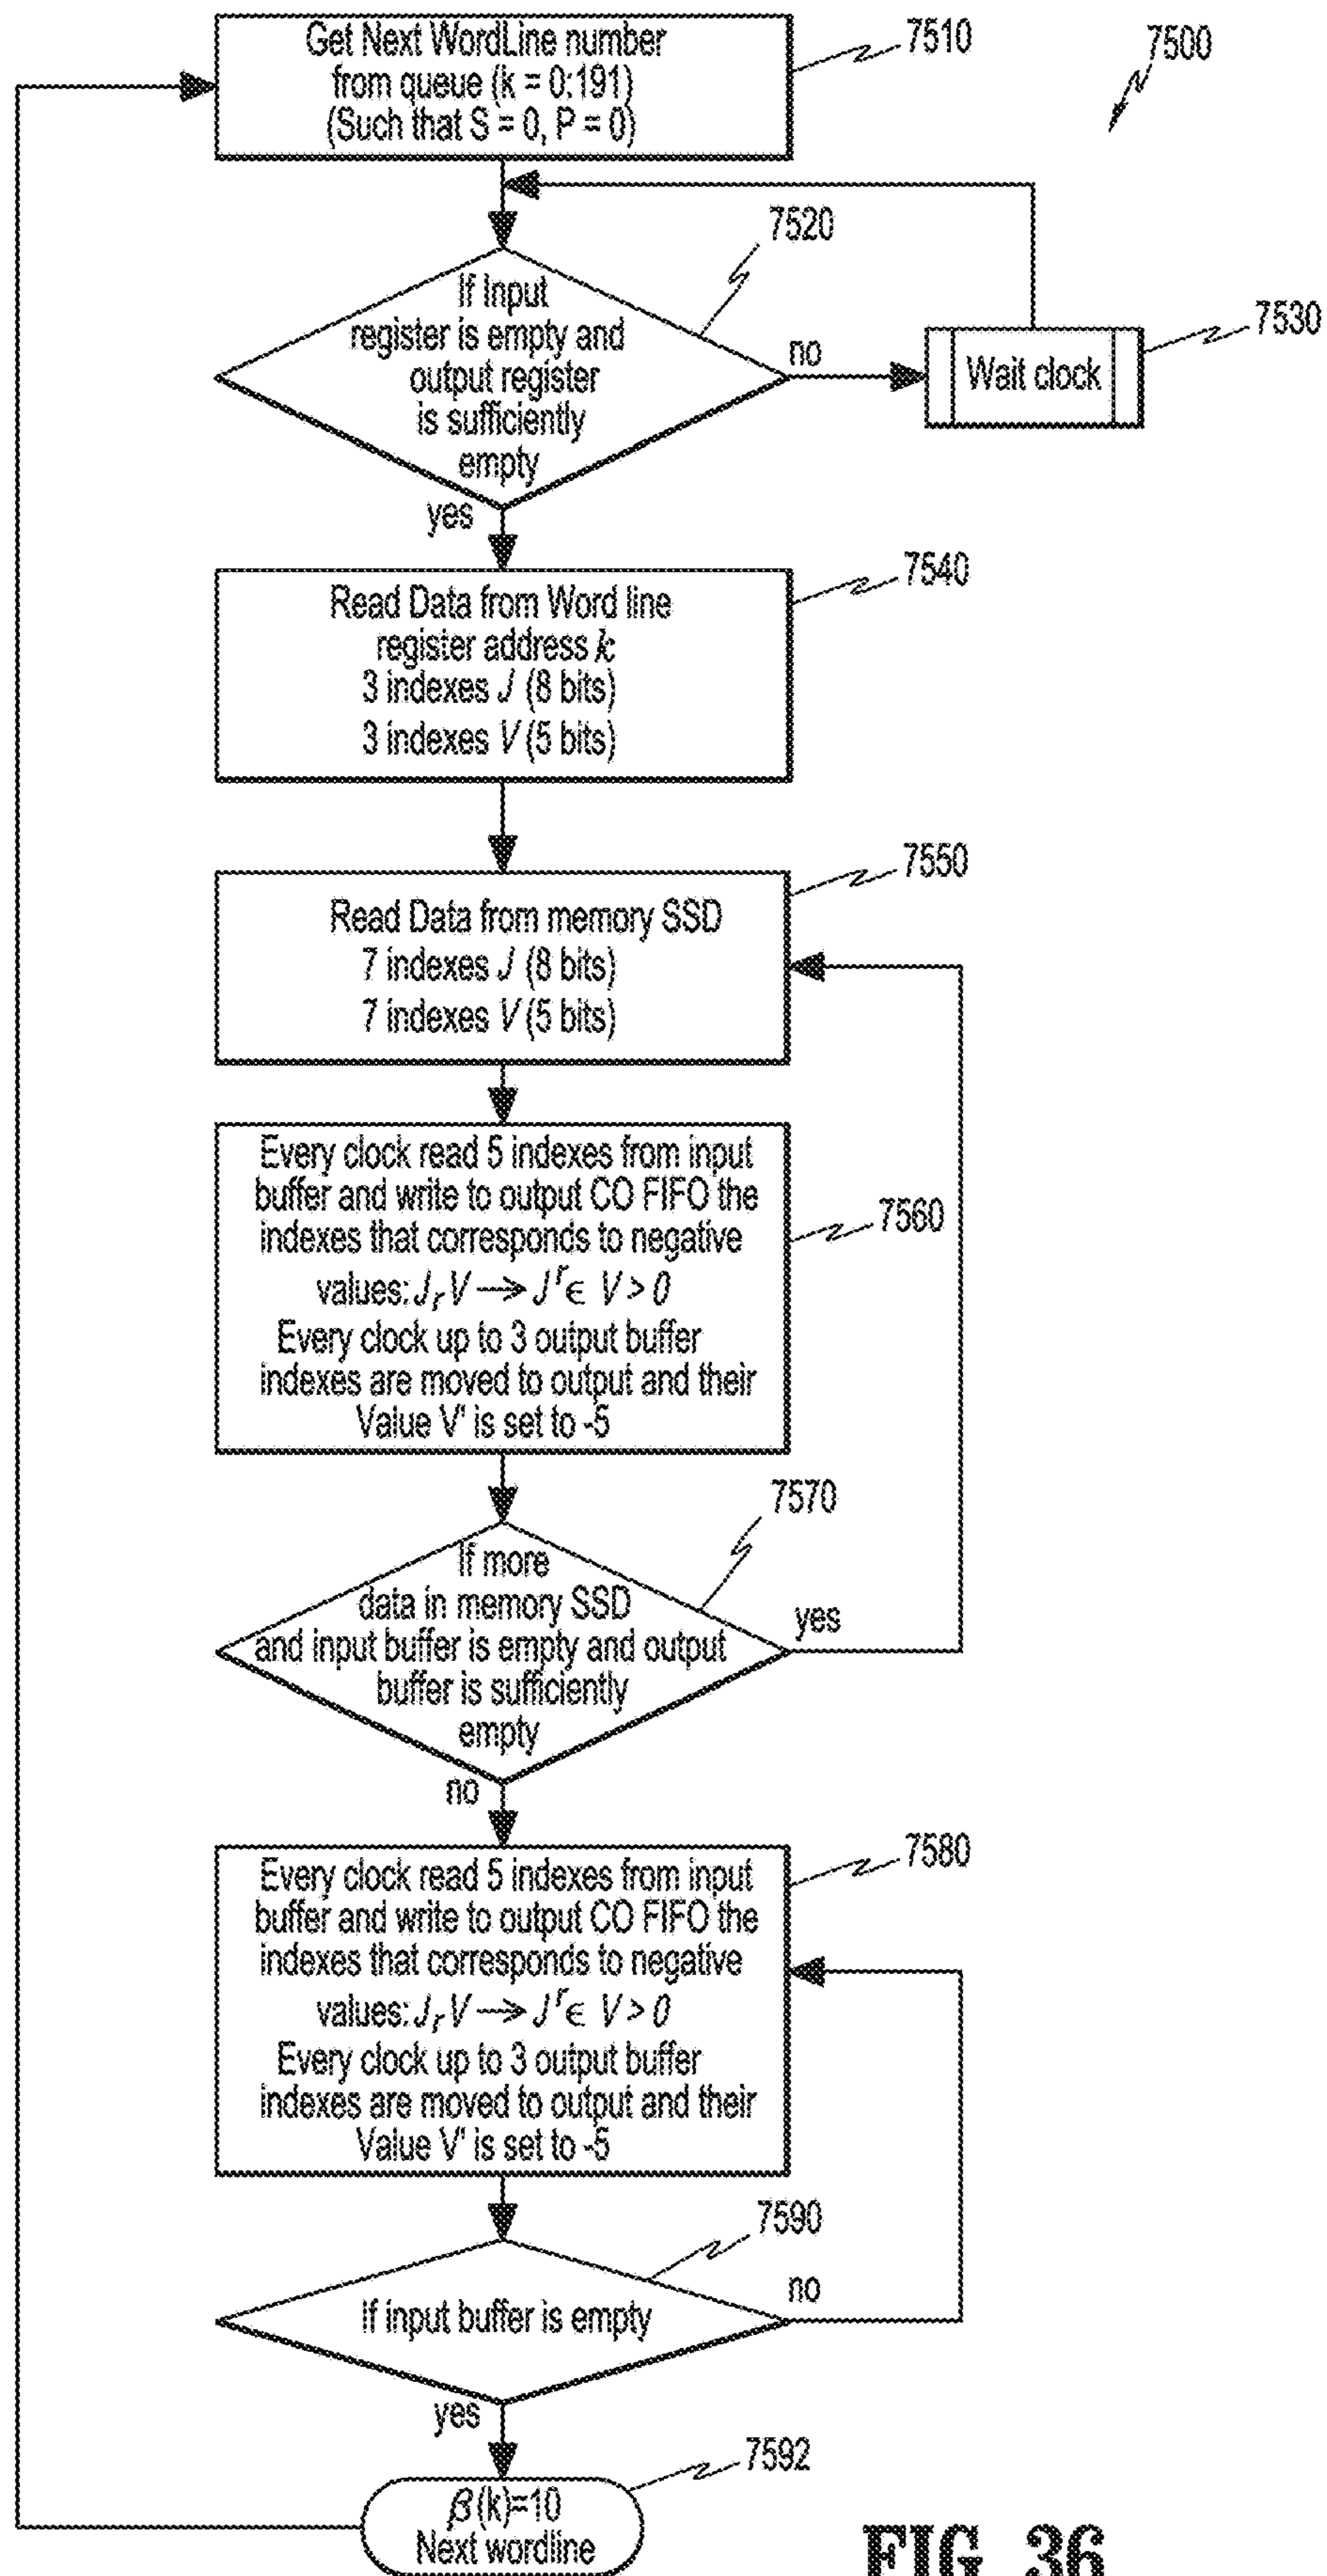 Get Next WordLine number
from queue (k = 0:191)
(Such that S = 0, P = 0)
7510
7500
7520
If Input
register is empty and
output register
is sufficiently
empty
no
Wait clock
7530
yes
Read Data from Word line
register address k
3 indexes J (8 bits)
3 indexes V (5 bits)
7540
Read Data from memory SSD
7 indexes J (8 bits)
7 indexes V (5 bits)
7550
Every clock read 5 indexes from input
buffer and write to output CO FIFO the
indexes that corresponds to negative
values: J, V → J' ϵ V > 0
Every clock up to 3 output buffer
indexes are moved to output and their
Value V' is set to -5
7560
7570
If more
data in memory SSD
and input buffer is empty and output
buffer is sufficiently
empty
yes
no
Every clock read 5 indexes from input
buffer and write to output CO FIFO the
indexes that corresponds to negative
values: J, V → J' ϵ V > 0
Every clock up to 3 output buffer
indexes are moved to output and their
Value V' is set to -5
7580
7590
If input buffer is empty
no
yes
7592
β(k)=10
Next wordline
FIG. 36